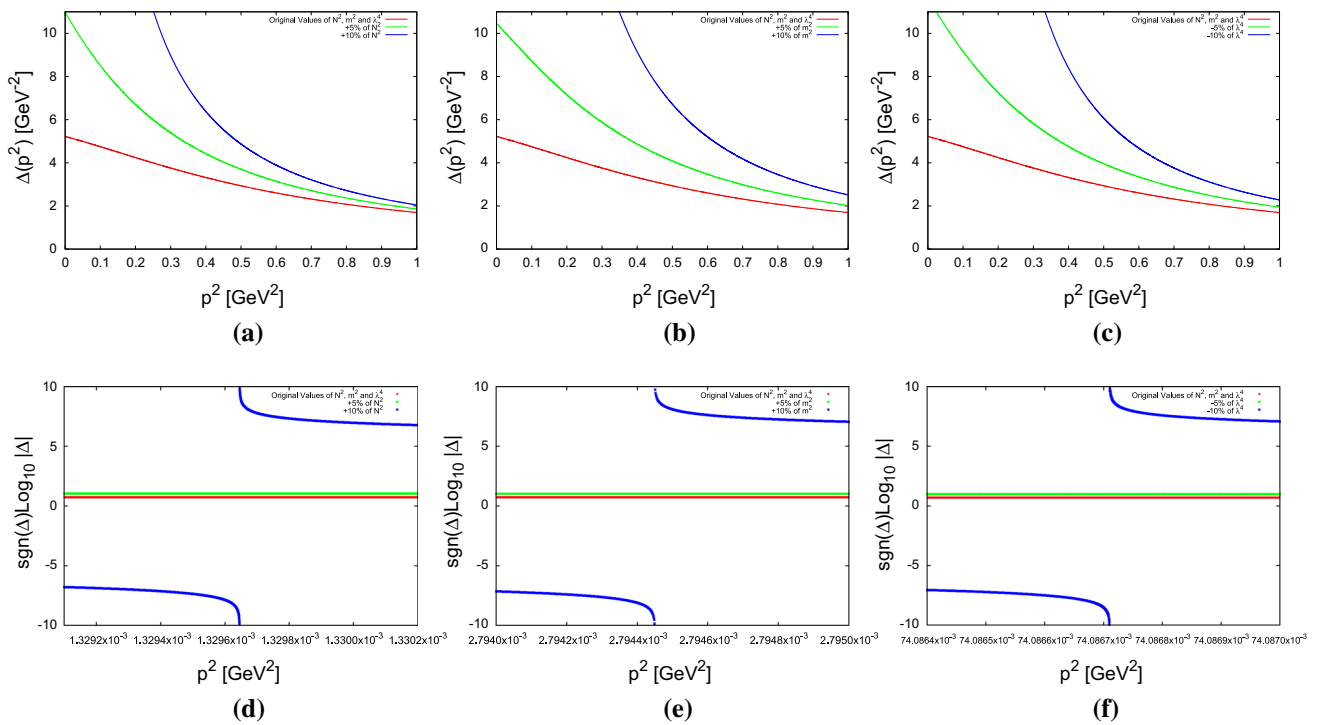 Original Values of N², m² and λ⁴
+5% of N²
+10% of N²
10
8
6
4
2
0
Δ(p²) [GeV⁻²]
0 0.1 0.2 0.3 0.4 0.5 0.6 0.7 0.8 0.9 1
p² [GeV²]
(a)
Original Values of N², m² and λ⁴
+5% of m²
+10% of m²
10
8
6
4
2
0
Δ(p²) [GeV⁻²]
0 0.1 0.2 0.3 0.4 0.5 0.6 0.7 0.8 0.9 1
p² [GeV²]
(b)
Original Values of N², m² and λ⁴
-5% of λ⁴
-10% of λ⁴
10
8
6
4
2
0
Δ(p²) [GeV⁻²]
0 0.1 0.2 0.3 0.4 0.5 0.6 0.7 0.8 0.9 1
p² [GeV²]
(c)
Original Values of N², m² and λ⁴
+5% of N²
+10% of N²
10
5
0
-5
-10
sgn(Δ)Log₁₀ |Δ|
1.3292x10⁻³ 1.3294x10⁻³ 1.3296x10⁻³ 1.3298x10⁻³ 1.3300x10⁻³ 1.33302x10⁻³
p² [GeV²]
(d)
Original Values of N², m² and λ⁴
+5% of m²
+10% of m²
10
5
0
-5
-10
sgn(Δ)Log₁₀ |Δ|
2.7940x10⁻³ 2.7942x10⁻³ 2.7944x10⁻³ 2.7946x10⁻³ 2.7948x10⁻³ 2.7950x10⁻³
p² [GeV²]
(e)
Original Values of N², m² and λ⁴
-5% of λ⁴
-10% of λ⁴
10
5
0
-5
-10
sgn(Δ)Log₁₀ |Δ|
74.0864x10⁻³ 74.0865x10⁻³ 74.0866x10⁻³ 74.0867x10⁻³ 74.0868x10⁻³ 74.0869x10⁻³ 74.0870x10⁻³
p² [GeV²]
(f)